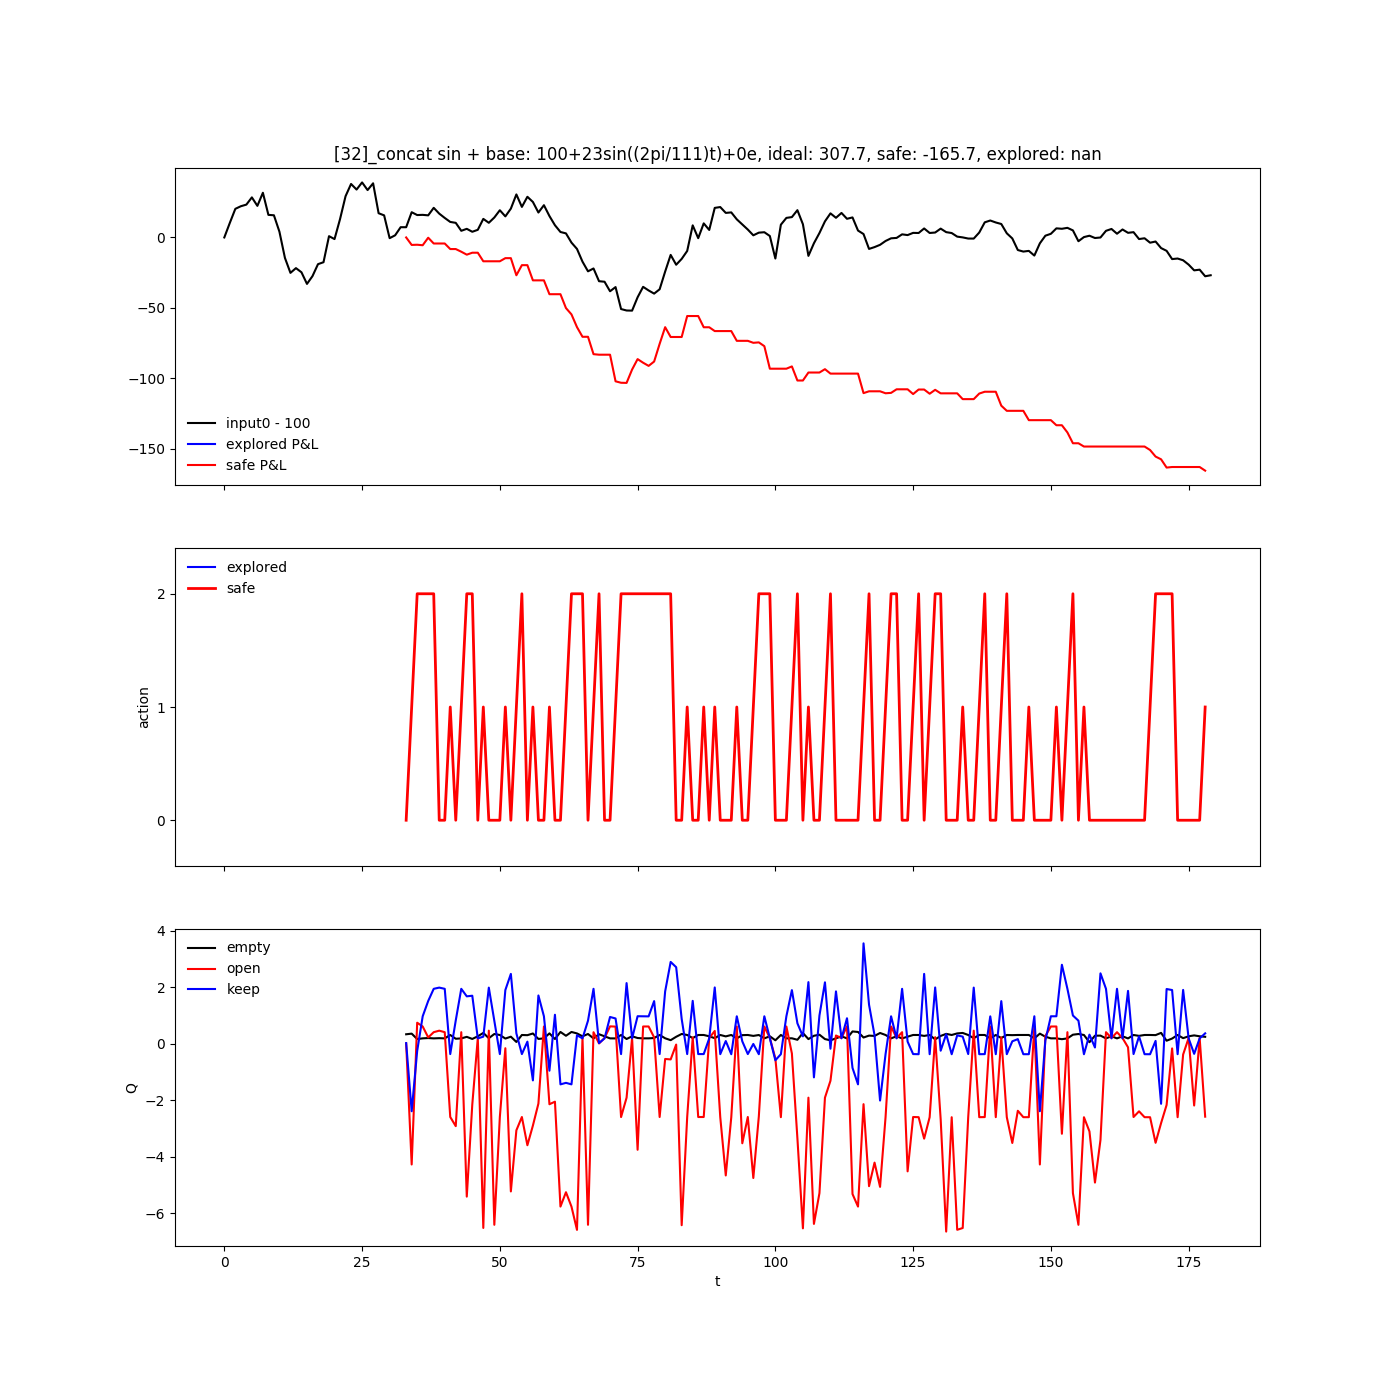 [32]_concat sin + base: 100+23sin((2pi/111)t)+0e, ideal: 307.7, safe: -165.7, explored: nan
0
−50
−100
−150
input0 - 100
explored P&L
safe P&L
explored
safe
2
1
0
action
empty
open
keep
4
2
0
−2
−4
−6
Q
0
25
50
75
100
125
150
175
t